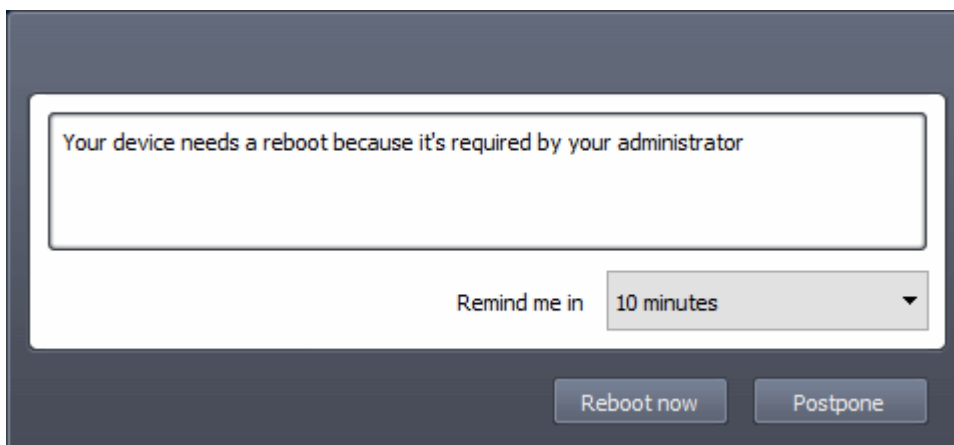 Your device needs a reboot because it's required by your administrator
Remind me in 10 minutes
Reboot now Postpone